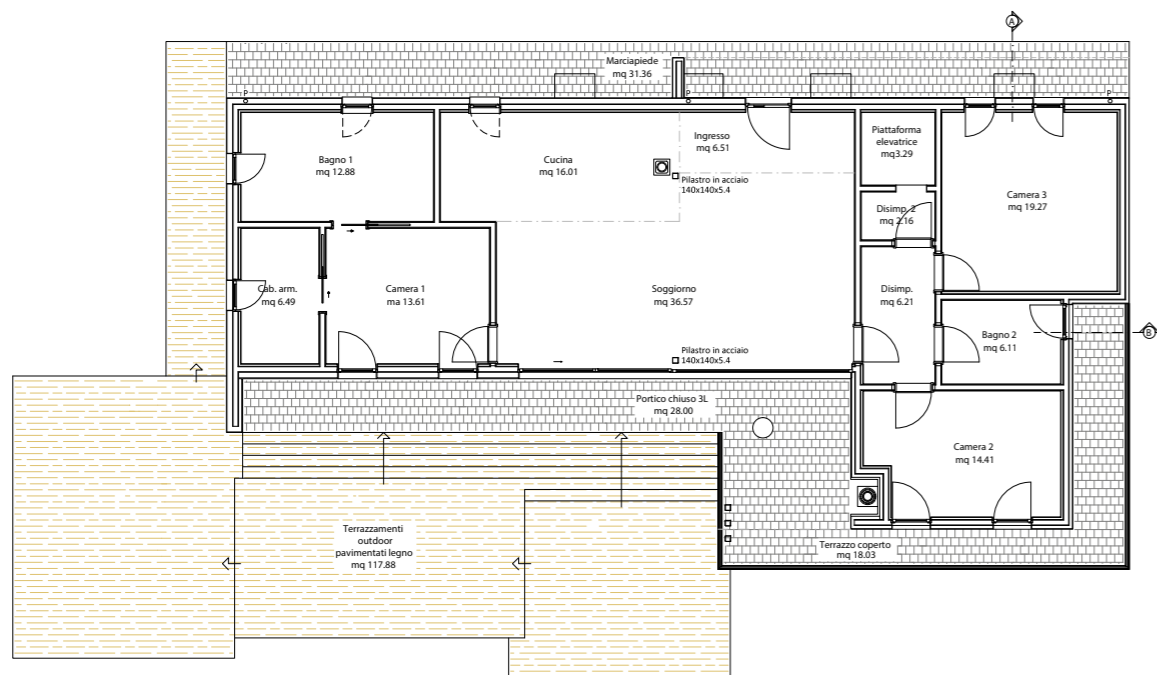 A
Marciapiede
mq 31.36
P
P
P
Ingresso
mq 6.51
Piattaforma
elevatrice
mq3.29
Bagno 1
mq 12.88
Cucina
mq 16.01
Pilastro in acciaio
140x140x5.4
Camera 3
mq 19.27
Disimp. 2
mq 2.16
Cab. arm.
mq 6.49
Camera 1
ma 13.61
Soggiorno
mq 36.57
Disimp.
mq 6.21
Bagno 2
mq 6.11
B
Pilastro in acciaio
140x140x5.4
Portico chiuso 3L
mq 28.00
Camera 2
mq 14.41
Terrazzamenti
outdoor
pavimentati legno
mq 117.88
Terrazzo coperto
mq 18.03